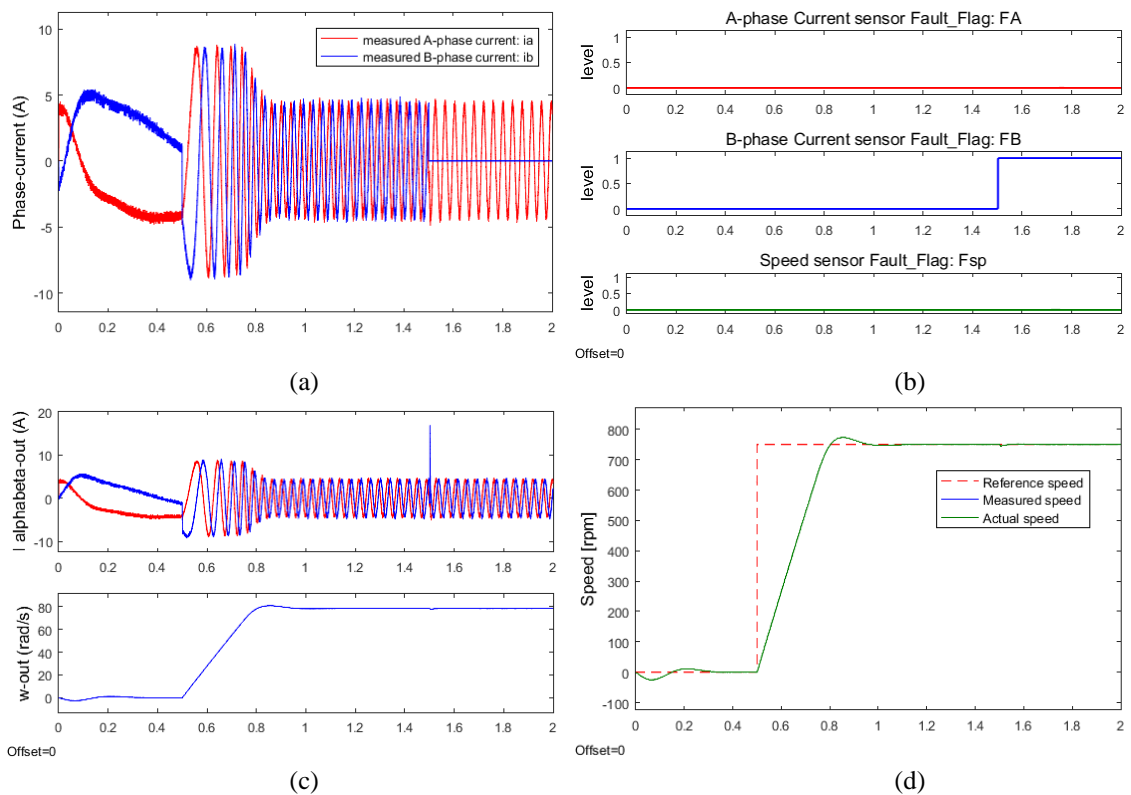 10
5
0
-5
-10
Phase-current (A)
measured A-phase current: ia
measured B-phase current: ib
0 0.2 0.4 0.6 0.8 1 1.2 1.4 1.6 1.8 2
(a)
A-phase Current sensor Fault_Flag: FA
1
0.5
0
level
0 0.2 0.4 0.6 0.8 1 1.2 1.4 1.6 1.8 2
B-phase Current sensor Fault_Flag: FB
1
0.5
0
level
0 0.2 0.4 0.6 0.8 1 1.2 1.4 1.6 1.8 2
Speed sensor Fault_Flag: Fsp
1
0.5
0
level
0 0.2 0.4 0.6 0.8 1 1.2 1.4 1.6 1.8 2
Offset=0
(b)
20
10
0
-10
I alphabeta-out (A)
0 0.2 0.4 0.6 0.8 1 1.2 1.4 1.6 1.8 2
80
60
40
20
0
w-out (rad/s)
0 0.2 0.4 0.6 0.8 1 1.2 1.4 1.6 1.8 2
Offset=0
(c)
800
700
600
500
400
300
200
100
0
-100
Speed [rpm]
Reference speed
Measured speed
Actual speed
0 0.2 0.4 0.6 0.8 1 1.2 1.4 1.6 1.8 2
Offset=0
(d)